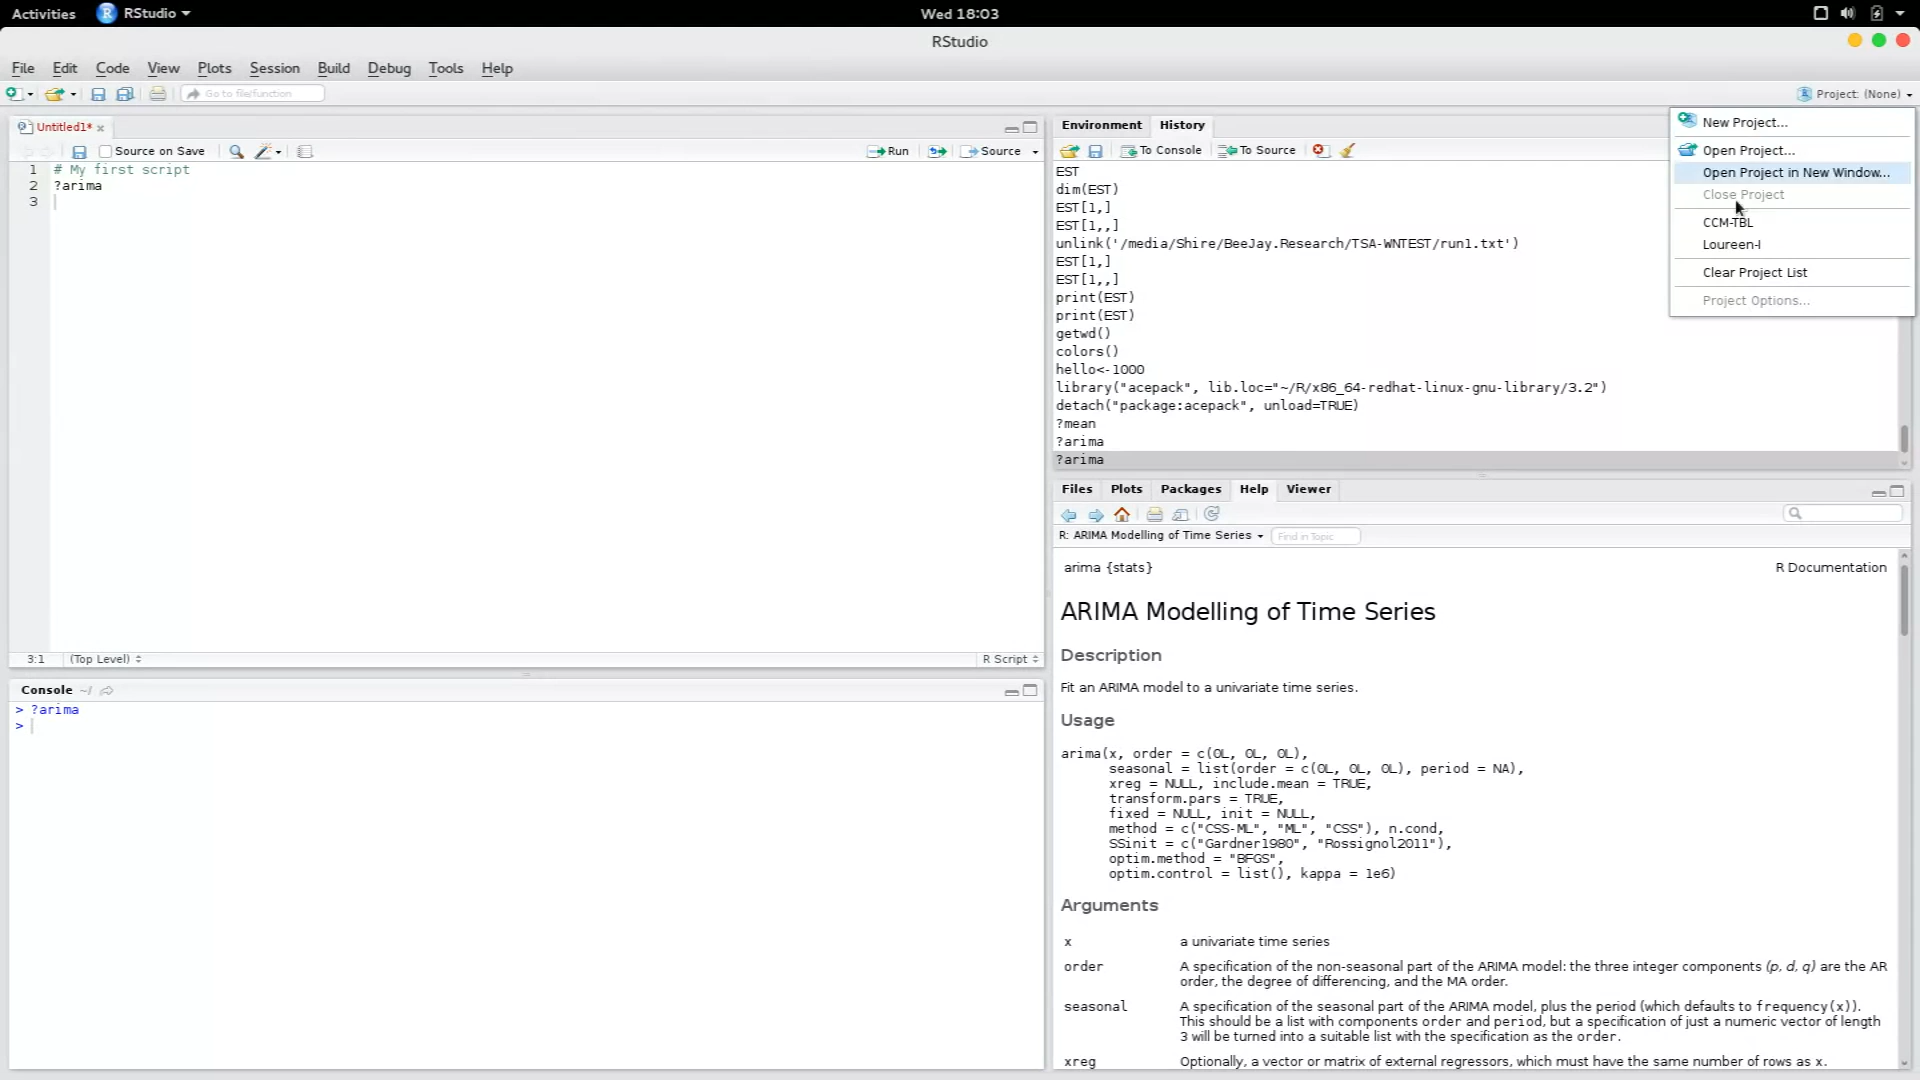 Activities RStudio Wed 18:03
RStudio
File Edit Code View Plots Session Build Debug Tools Help
Go to file/function Project: (None)
New Project...
Open Project...
Open Project in New Window...
Close Project
CCM-TBL
Loureen-I
Clear Project List
Project Options...
Untitled1*
Source on Save Run Source
1 # My first script
2 ?arima
3
3:1 (Top Level) R Script
Console ~/
> ?arima
>
Environment History
To Console To Source
EST
dim(EST)
EST[1,]
EST[1,,]
unlink('/media/Shire/BeeJay.Research/TSA-WNTEST/run1.txt')
EST[1,]
EST[1,,]
print(EST)
print(EST)
getwd()
colors()
hello<-1000
library("acepack", lib.loc="~/R/x86_64-redhat-linux-gnu-library/3.2")
detach("package:acepack", unload=TRUE)
?mean
?arima
?arima
Files Plots Packages Help Viewer
R: ARIMA Modelling of Time Series Find in Topic
arima {stats} R Documentation
ARIMA Modelling of Time Series
Description
Fit an ARIMA model to a univariate time series.
Usage
arima(x, order = c(0L, 0L, 0L),
seasonal = list(order = c(0L, 0L, 0L), period = NA),
xreg = NULL, include.mean = TRUE,
transform.pars = TRUE,
fixed = NULL, init = NULL,
method = c("CSS-ML", "ML", "CSS"), n.cond,
SSinit = c("Gardner1980", "Rossignol2011"),
optim.method = "BFGS",
optim.control = list(), kappa = 1e6)
Arguments
x a univariate time series
order A specification of the non-seasonal part of the ARIMA model: the three integer components (p, d, q) are the AR
order, the degree of differencing, and the MA order.
seasonal A specification of the seasonal part of the ARIMA model, plus the period (which defaults to frequency(x)).
This should be a list with components order and period, but a specification of just a numeric vector of length
3 will be turned into a suitable list with the specification as the order.
xreg Optionally, a vector or matrix of external regressors, which must have the same number of rows as x.